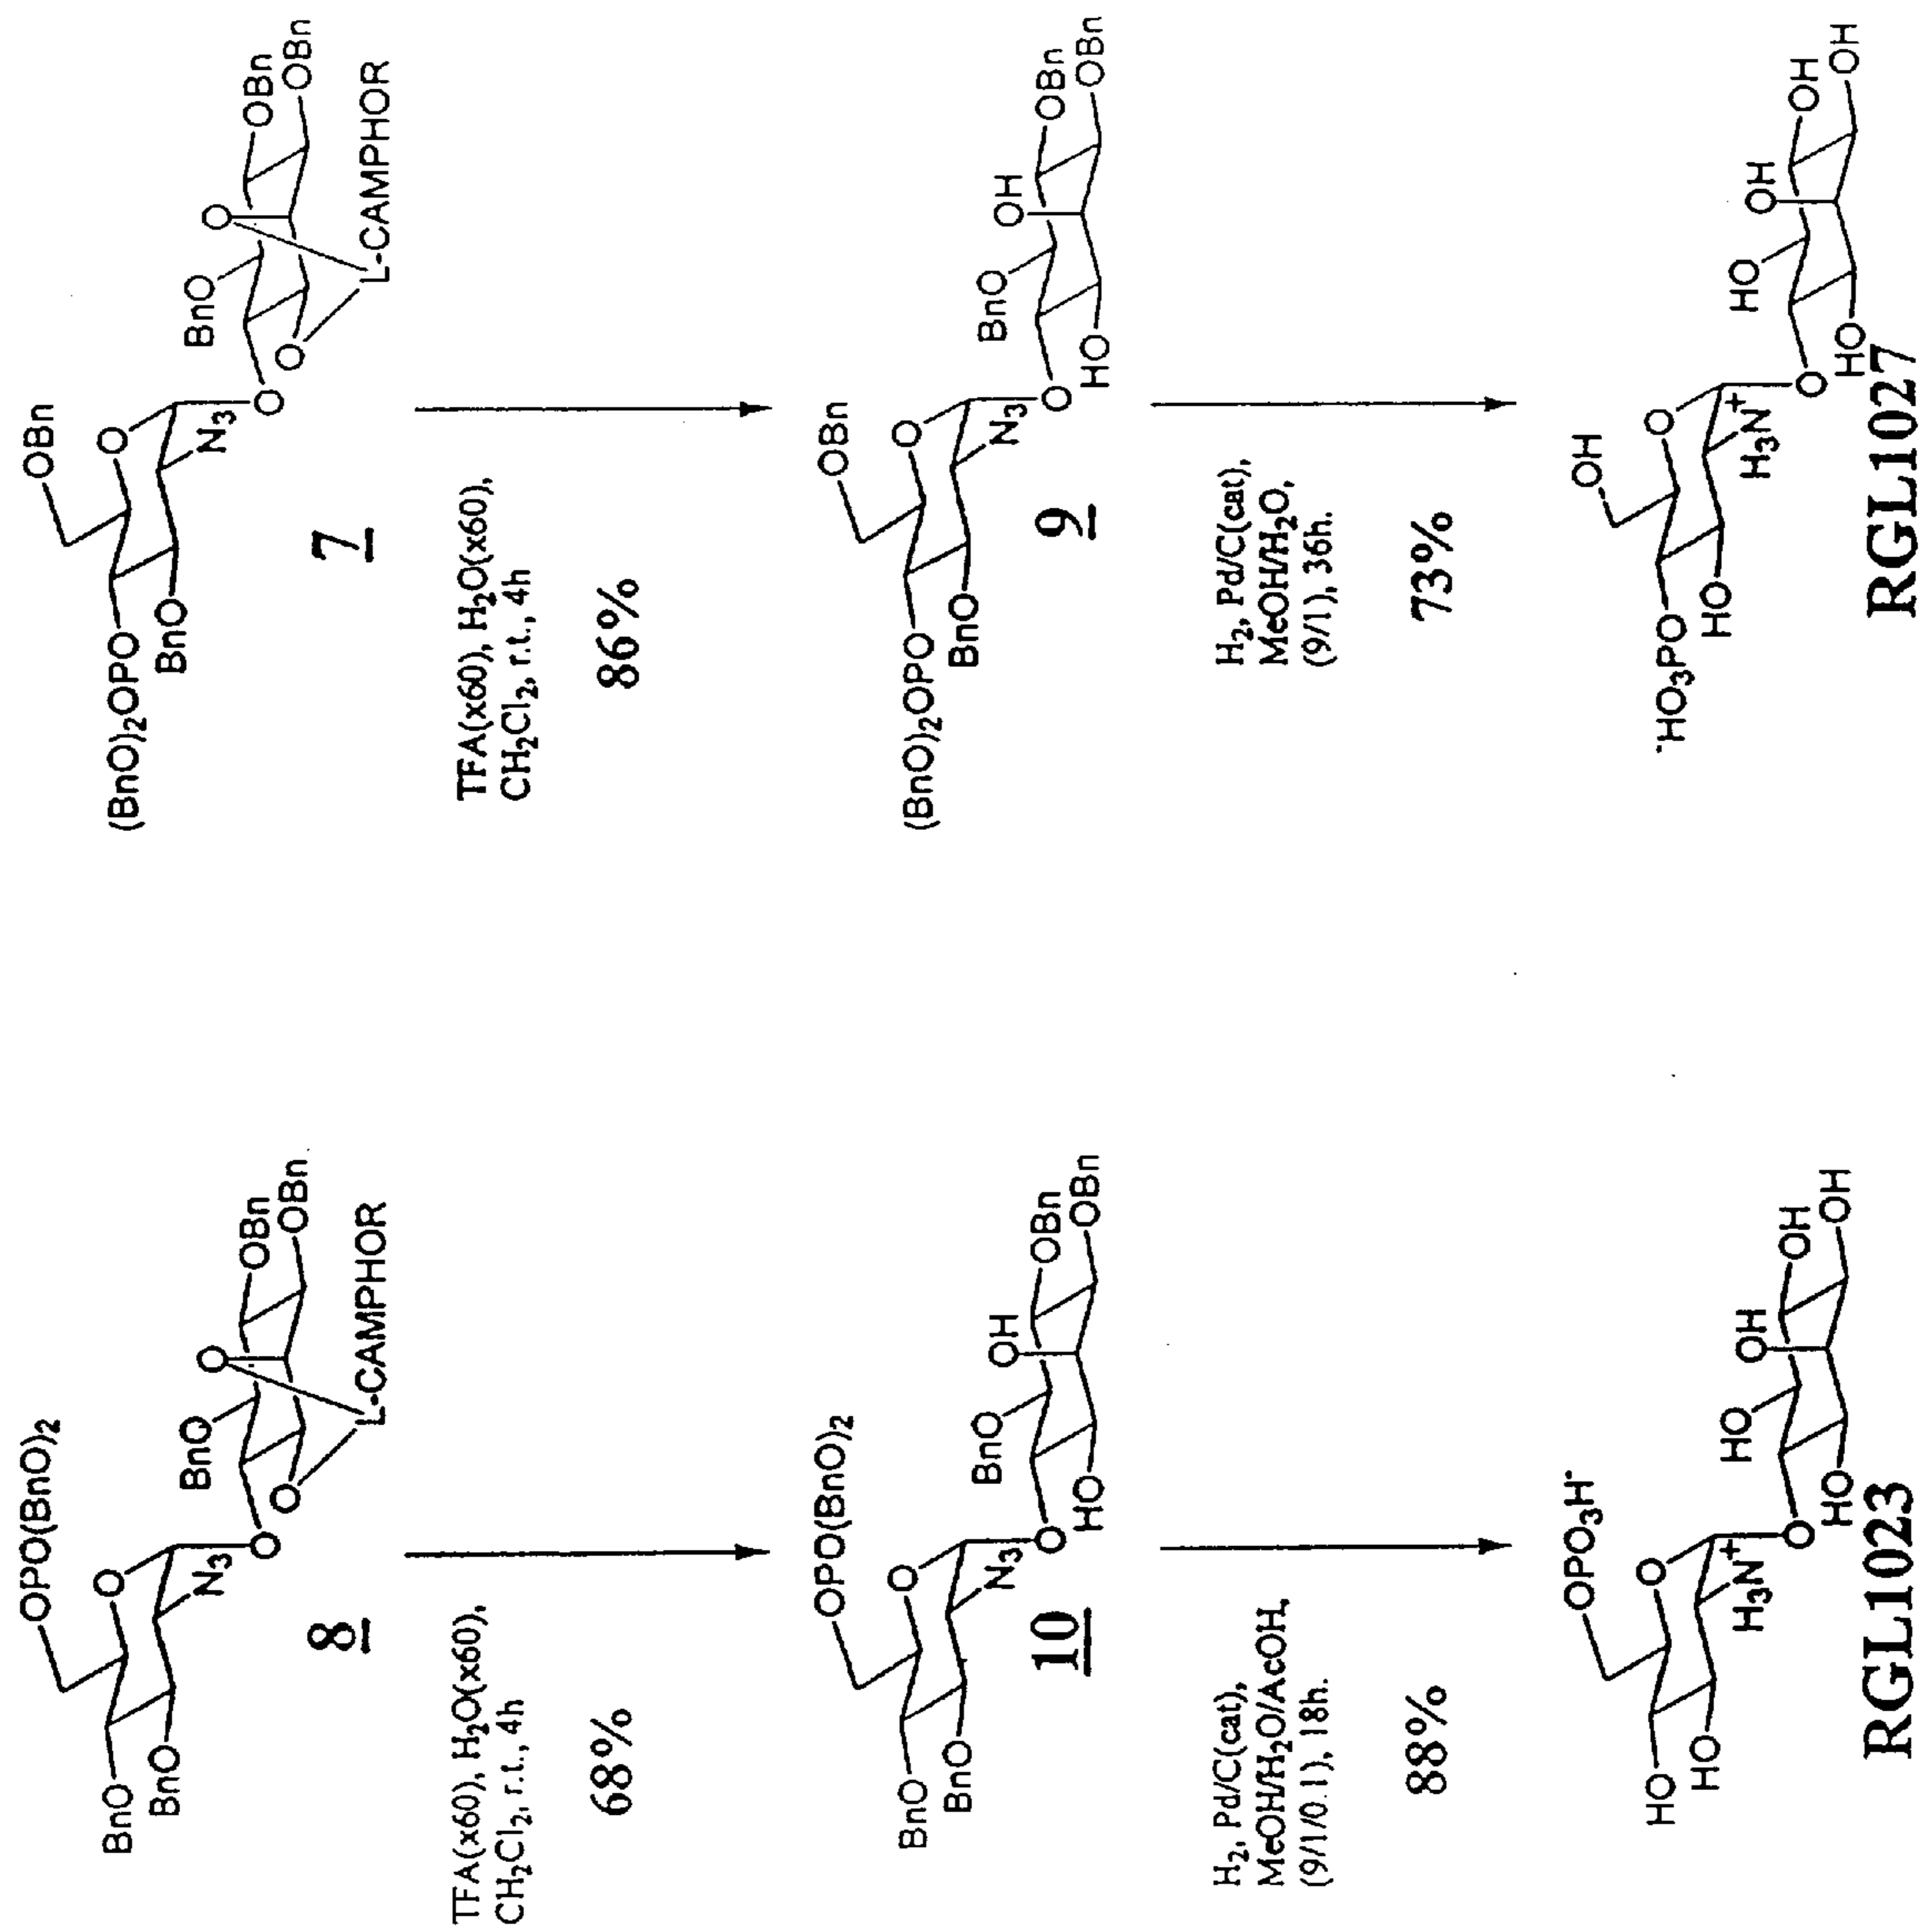 OPO(BnO)₂
O
BnO
BnO
N₃
BnO
O
OBn
O
O
OBn
8
L-CAMPHOR
TFA(x60), H₂O(x60),
CH₂Cl₂, r.t., 4h
68%
OPO(BnO)₂
O
BnO
BnO
N₃
BnO
OH
OBn
O
HO
OBn
10
H₂, Pd/C(cat),
MeOH/H₂O/AcOH,
(9/1/0.1), 18h.
88%
OPO₃H⁻
O
HO
HO
H₃N⁺
HO
OH
OH
O
HO
OH
RGL1023
OBn
O
(BnO)₂OPO
BnO
N₃
BnO
O
OBn
O
O
OBn
7
L-CAMPHOR
TFA(x60), H₂O(x60),
CH₂Cl₂, r.t., 4h
86%
OBn
O
(BnO)₂OPO
BnO
N₃
BnO
OH
OBn
O
HO
OBn
9
H₂, Pd/C(cat),
MeOH/H₂O,
(9/1), 36h.
73%
OH
O
⁻HO₃PO
HO
H₃N⁺
HO
OH
OH
O
HO
OH
RGL1027